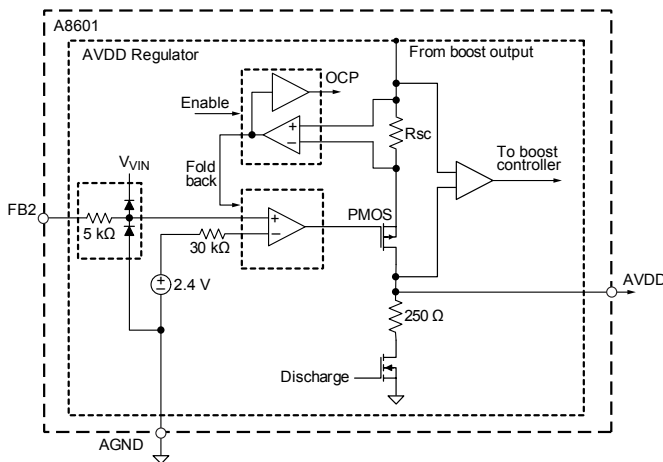 A8601
AVDD Regulator
From boost output
OCP
Enable
+
−
Rsc
To boost
controller
Fold
back
VVIN
FB2
5 kΩ
30 kΩ
+
−
PMOS
+
−
2.4 V
AVDD
250 Ω
Discharge
AGND